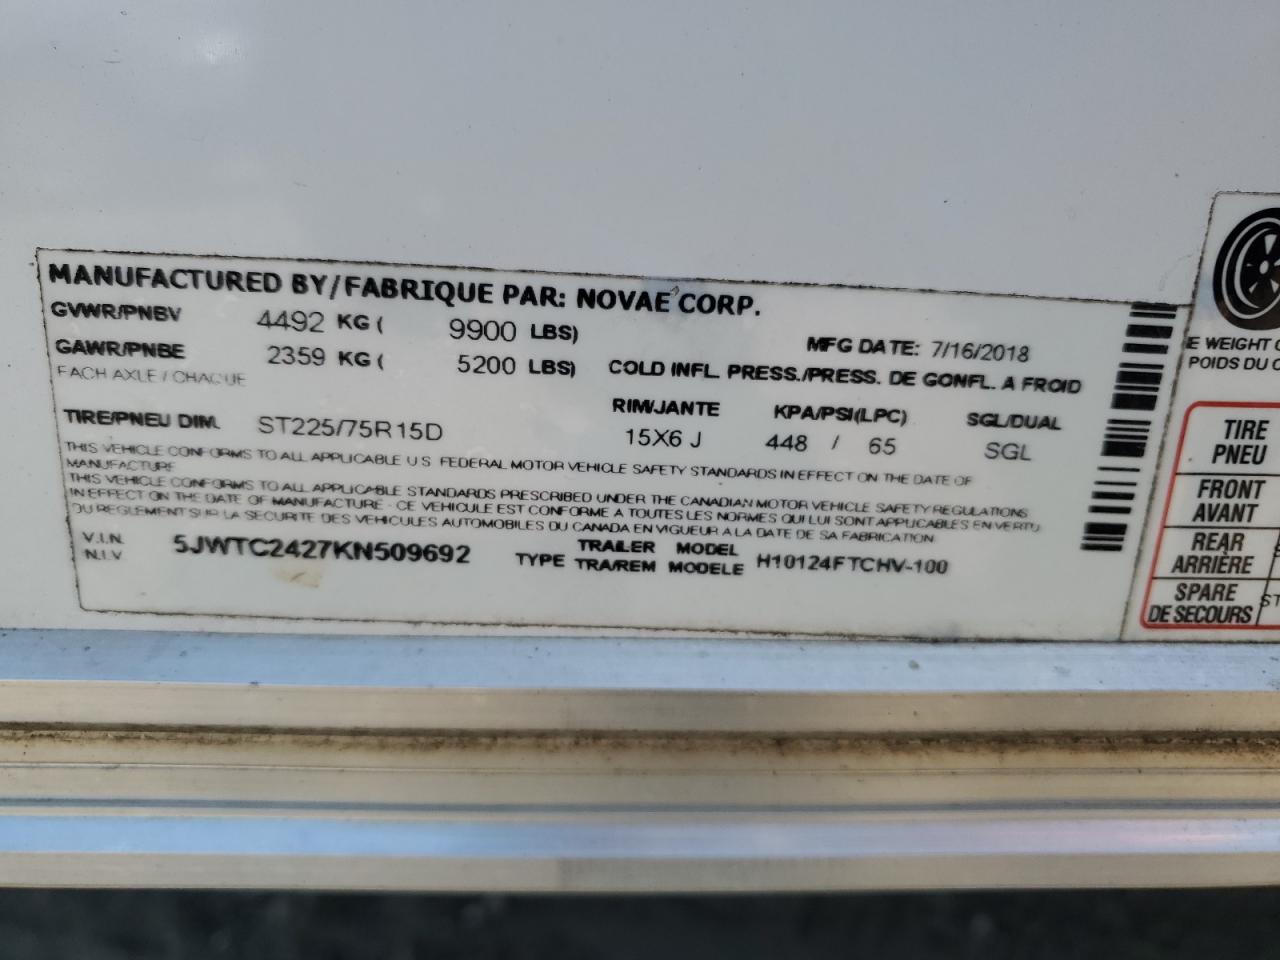 MANUFACTURED BY/FABRIQUE PAR: NOVAE CORP.
GVWR/PNBV 4492 KG ( 9900 LBS) MFG DATE: 7/16/2018
GAWR/PNBE 2359 KG ( 5200 LBS) COLD INFL. PRESS./PRESS. DE GONFL. A FROID
EACH AXLE / CHAQUE
TIRE/PNEU DIM. ST225/75R15D RIM/JANTE 15X6 J KPA/PSI(LPC) 448 / 65 SGL/DUAL SGL
THIS VEHICLE CONFORMS TO ALL APPLICABLE U S FEDERAL MOTOR VEHICLE SAFETY STANDARDS IN EFFECT ON THE DATE OF
MANUFACTURE
THIS VEHICLE CONFORMS TO ALL APPLICABLE STANDARDS PRESCRIBED UNDER THE CANADIAN MOTOR VEHICLE SAFETY REGULATIONS
IN EFFECT ON THE DATE OF MANUFACTURE - CE VEHICULE EST CONFORME A TOUTES LES NORMES QUI LUI SONT APPLICABLES EN VERTU
DU REGLEMENT SUR LA SECURITE DES VEHICULES AUTOMOBILES DU CANADA EN VIGUEUR A LA DATE DE SA FABRICATION
V.I.N. 5JWTC2427KN509692 TRAILER MODEL
N.I.V TYPE TRA/REM MODELE H10124FTCHV-100
E WEIGHT
POIDS DU
TIRE
PNEU
FRONT
AVANT
REAR
ARRIÈRE
SPARE
DE SECOURS ST